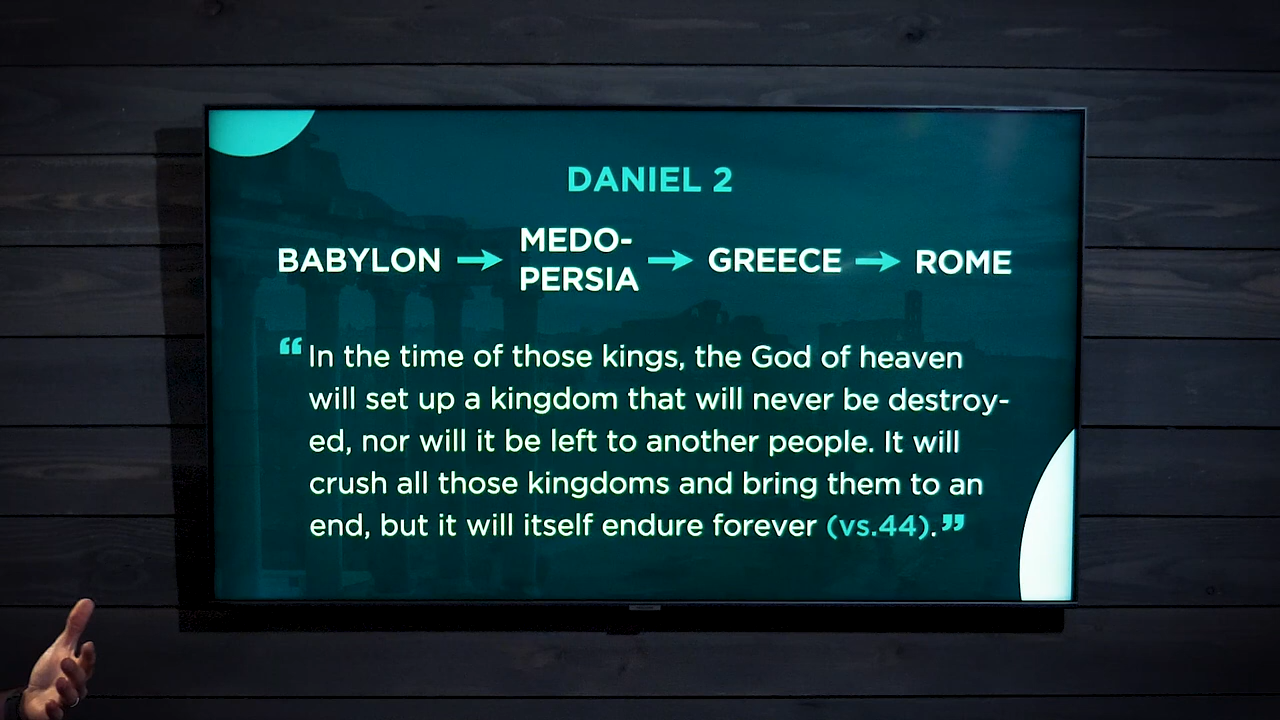 DANIEL 2
BABYLON → MEDO-PERSIA → GREECE → ROME
“In the time of those kings, the God of heaven
will set up a kingdom that will never be destroy-
ed, nor will it be left to another people. It will
crush all those kingdoms and bring them to an
end, but it will itself endure forever (vs.44).”